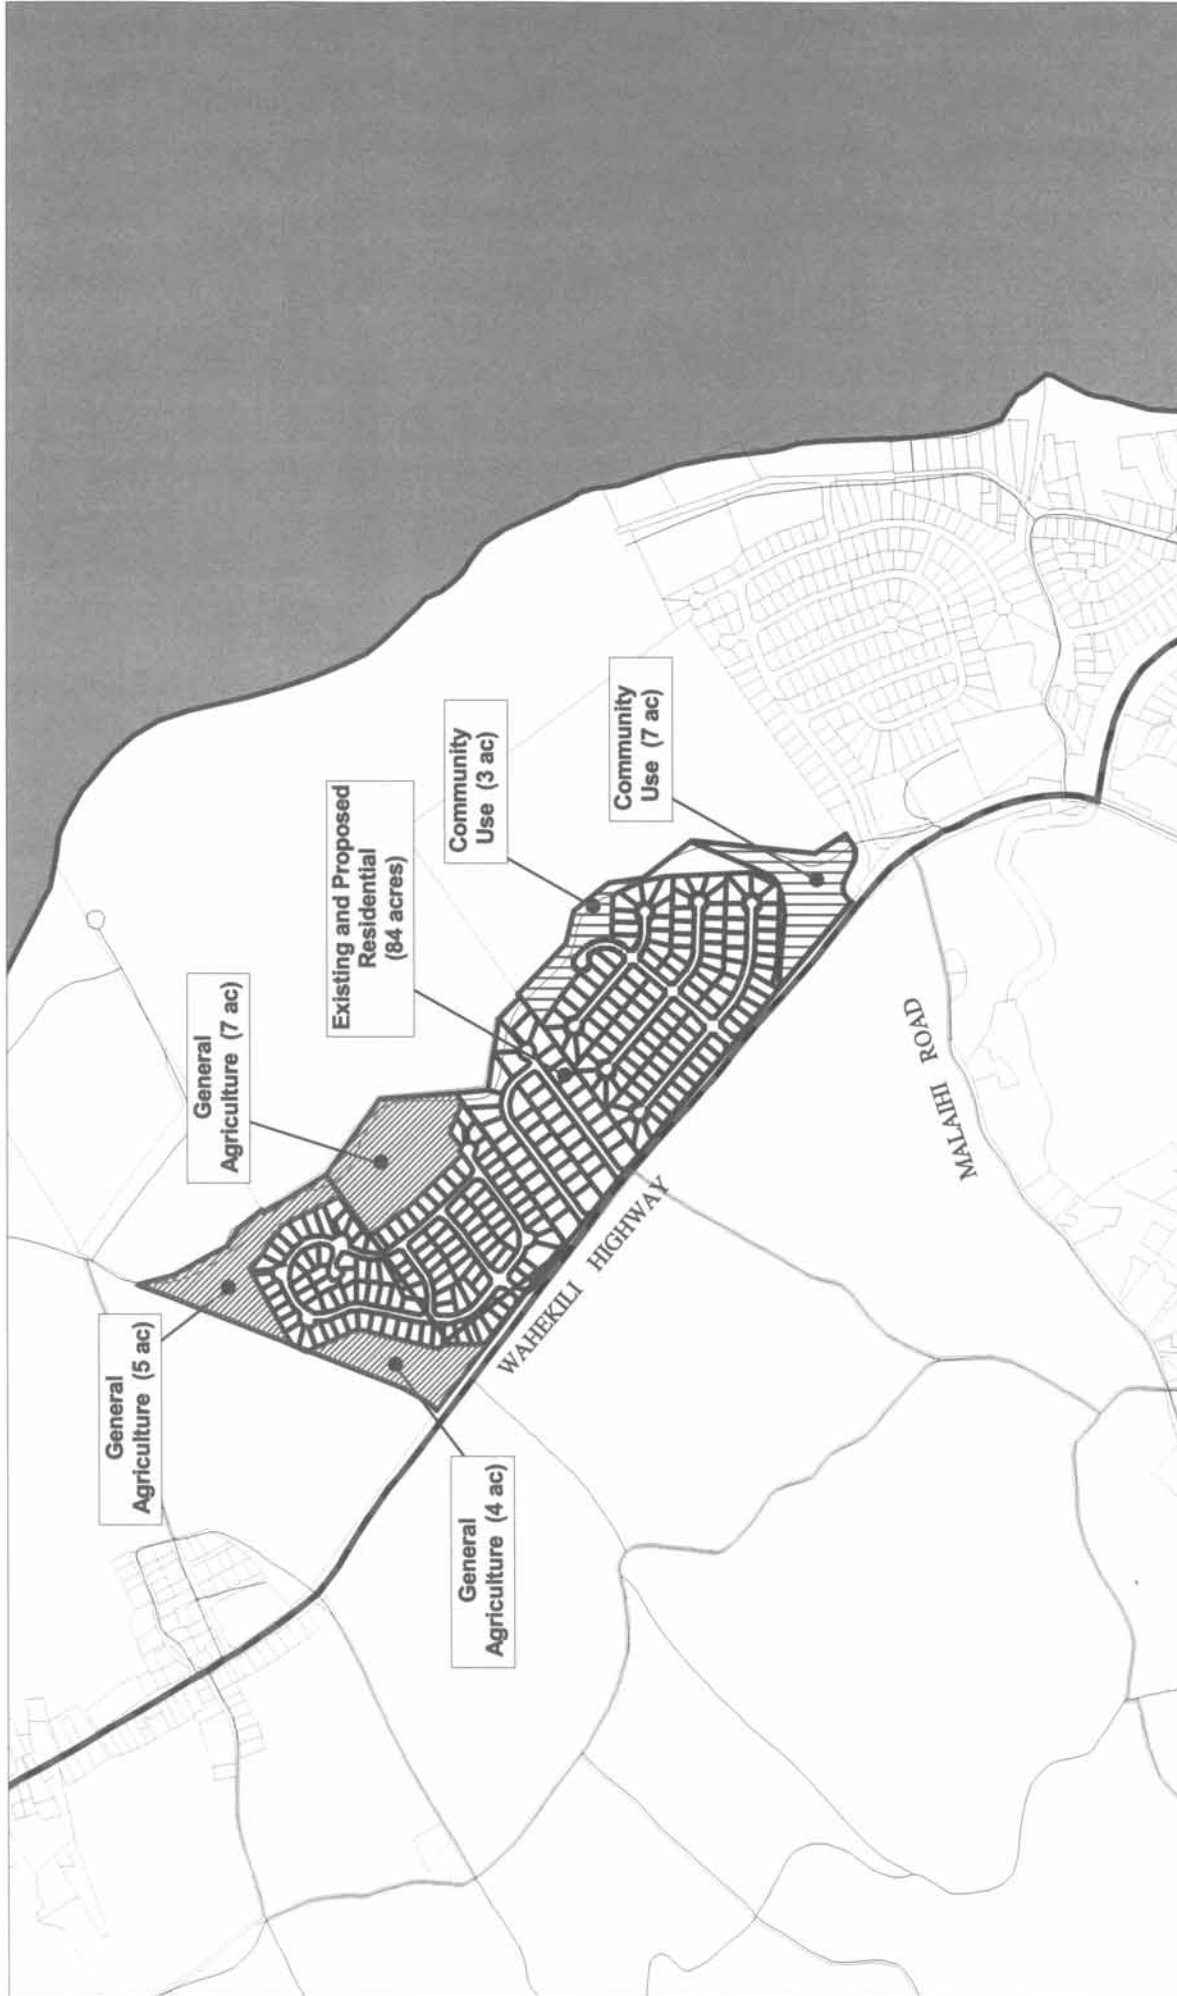 General
Agriculture (5 ac)
General
Agriculture (7 ac)
Existing and Proposed
Residential
(84 acres)
Community
Use (3 ac)
Community
Use (7 ac)
General
Agriculture (4 ac)
WAHEKILI HIGHWAY
MALAIHI ROAD